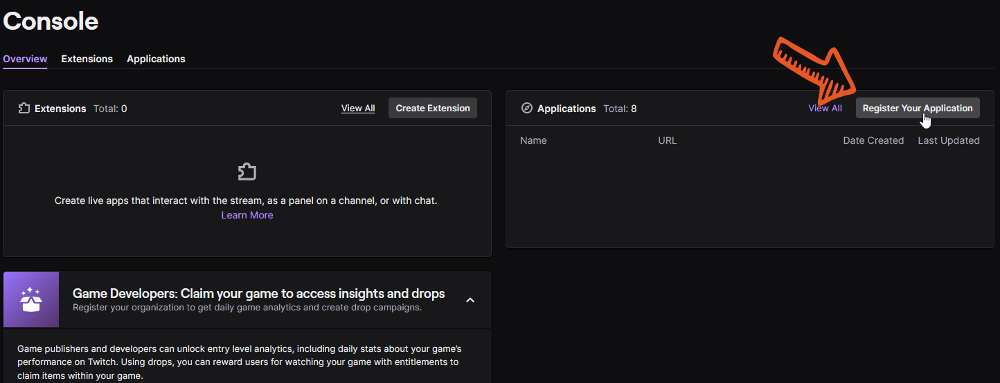 Console
Overview Extensions Applications
Extensions Total: 0 View All Create Extension
Create live apps that interact with the stream, as a panel on a channel, or with chat.
Learn More
Applications Total: 8 View All Register Your Application
Name URL Date Created Last Updated
Game Developers: Claim your game to access insights and drops
Register your organization to get daily game analytics and create drop campaigns.
Game publishers and developers can unlock entry level analytics, including daily stats about your game's
performance on Twitch. Using drops, you can reward users for watching your game with entitlements to
claim items within your game.